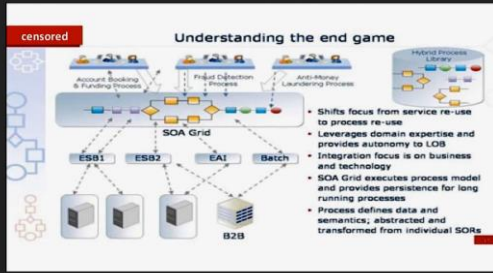 censored
Understanding the end game
Account Booking
& Funding Process
Fraud Detection
Process
Anti-Money
Laundering Process
Hybrid Process
Library
SOA Grid
ESB1
ESB2
EAI
Batch
B2B
• Shifts focus from service re-use
to process re-use
• Leverages domain expertise and
provides autonomy to LOB
• Integration focus is on business
and technology
• SOA Grid executes process model
and provides persistence for long
running processes
• Process defines data and
semantics; abstracted and
transformed from individual SORs